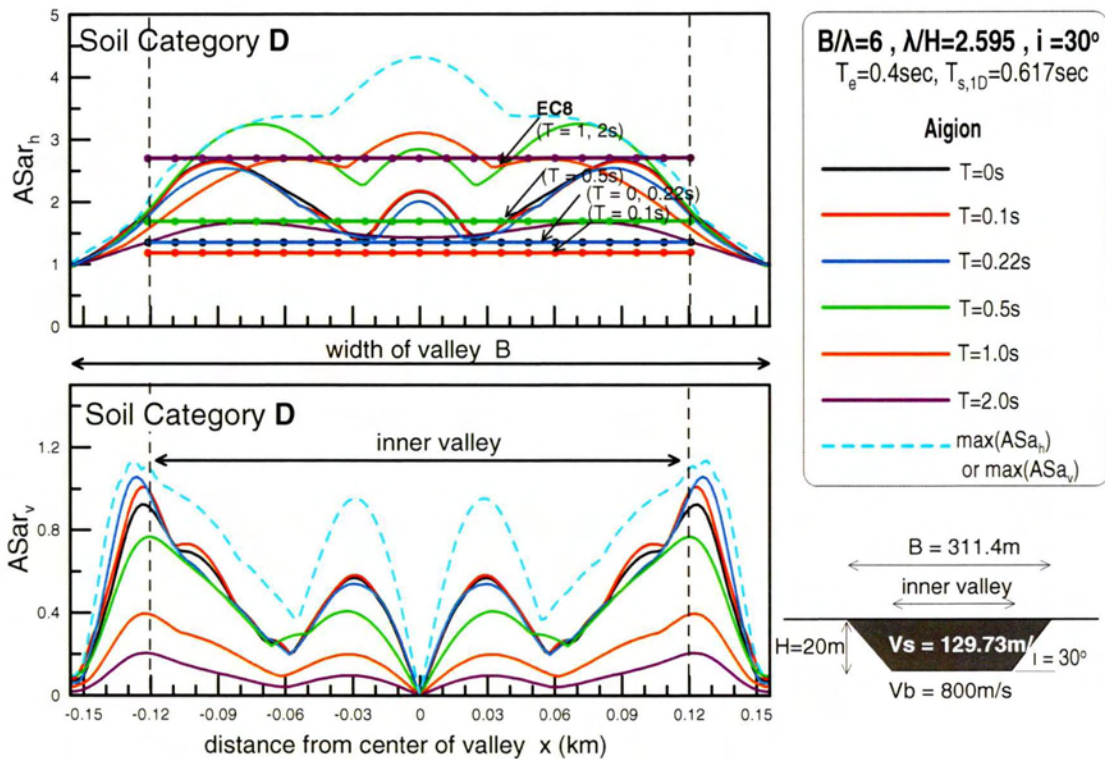 Soil Category D
ASar_h
5
4
3
2
1
0
EC8
(T = 1, 2s)
(T = 0.5s)
(T = 0, 0.22s)
(T = 0.1s)
width of valley B
Soil Category D
inner valley
ASar_v
1.2
0.8
0.4
0
-0.15 -0.12 -0.09 -0.06 -0.03 0 0.03 0.06 0.09 0.12 0.15
distance from center of valley x (km)
B/λ=6 , λ/H=2.595 , i =30°
T_e=0.4sec, T_s,1D=0.617sec
Aigion
T=0s
T=0.1s
T=0.22s
T=0.5s
T=1.0s
T=2.0s
max(ASa_h)
or max(ASa_v)
B = 311.4m
inner valley
H=20m
Vs = 129.73m/
i = 30°
Vb = 800m/s